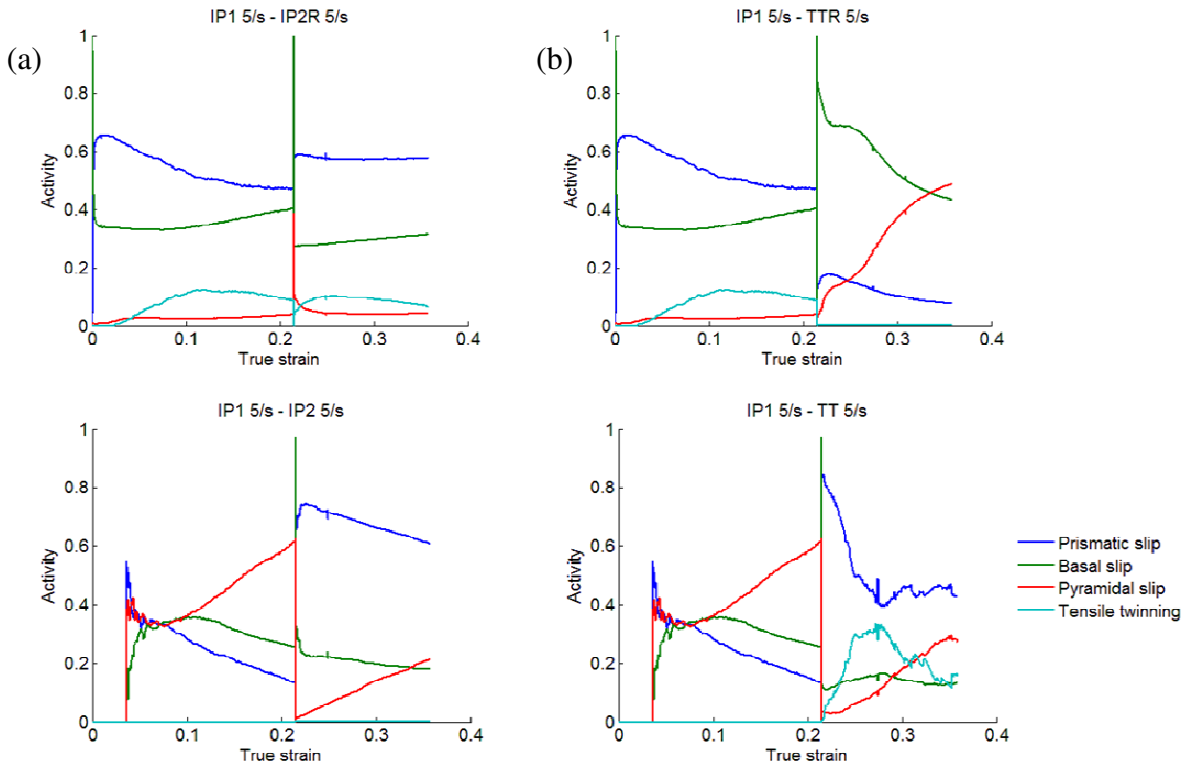 (a)
IP1 5/s - IP2R 5/s
1
0.8
0.6
0.4
0.2
0
Activity
0 0.1 0.2 0.3 0.4
True strain
(b)
IP1 5/s - TTR 5/s
1
0.8
0.6
0.4
0.2
0
Activity
0 0.1 0.2 0.3 0.4
True strain
IP1 5/s - IP2 5/s
1
0.8
0.6
0.4
0.2
0
Activity
0 0.1 0.2 0.3 0.4
True strain
IP1 5/s - TT 5/s
1
0.8
0.6
0.4
0.2
0
Activity
0 0.1 0.2 0.3 0.4
True strain
Prismatic slip
Basal slip
Pyramidal slip
Tensile twinning